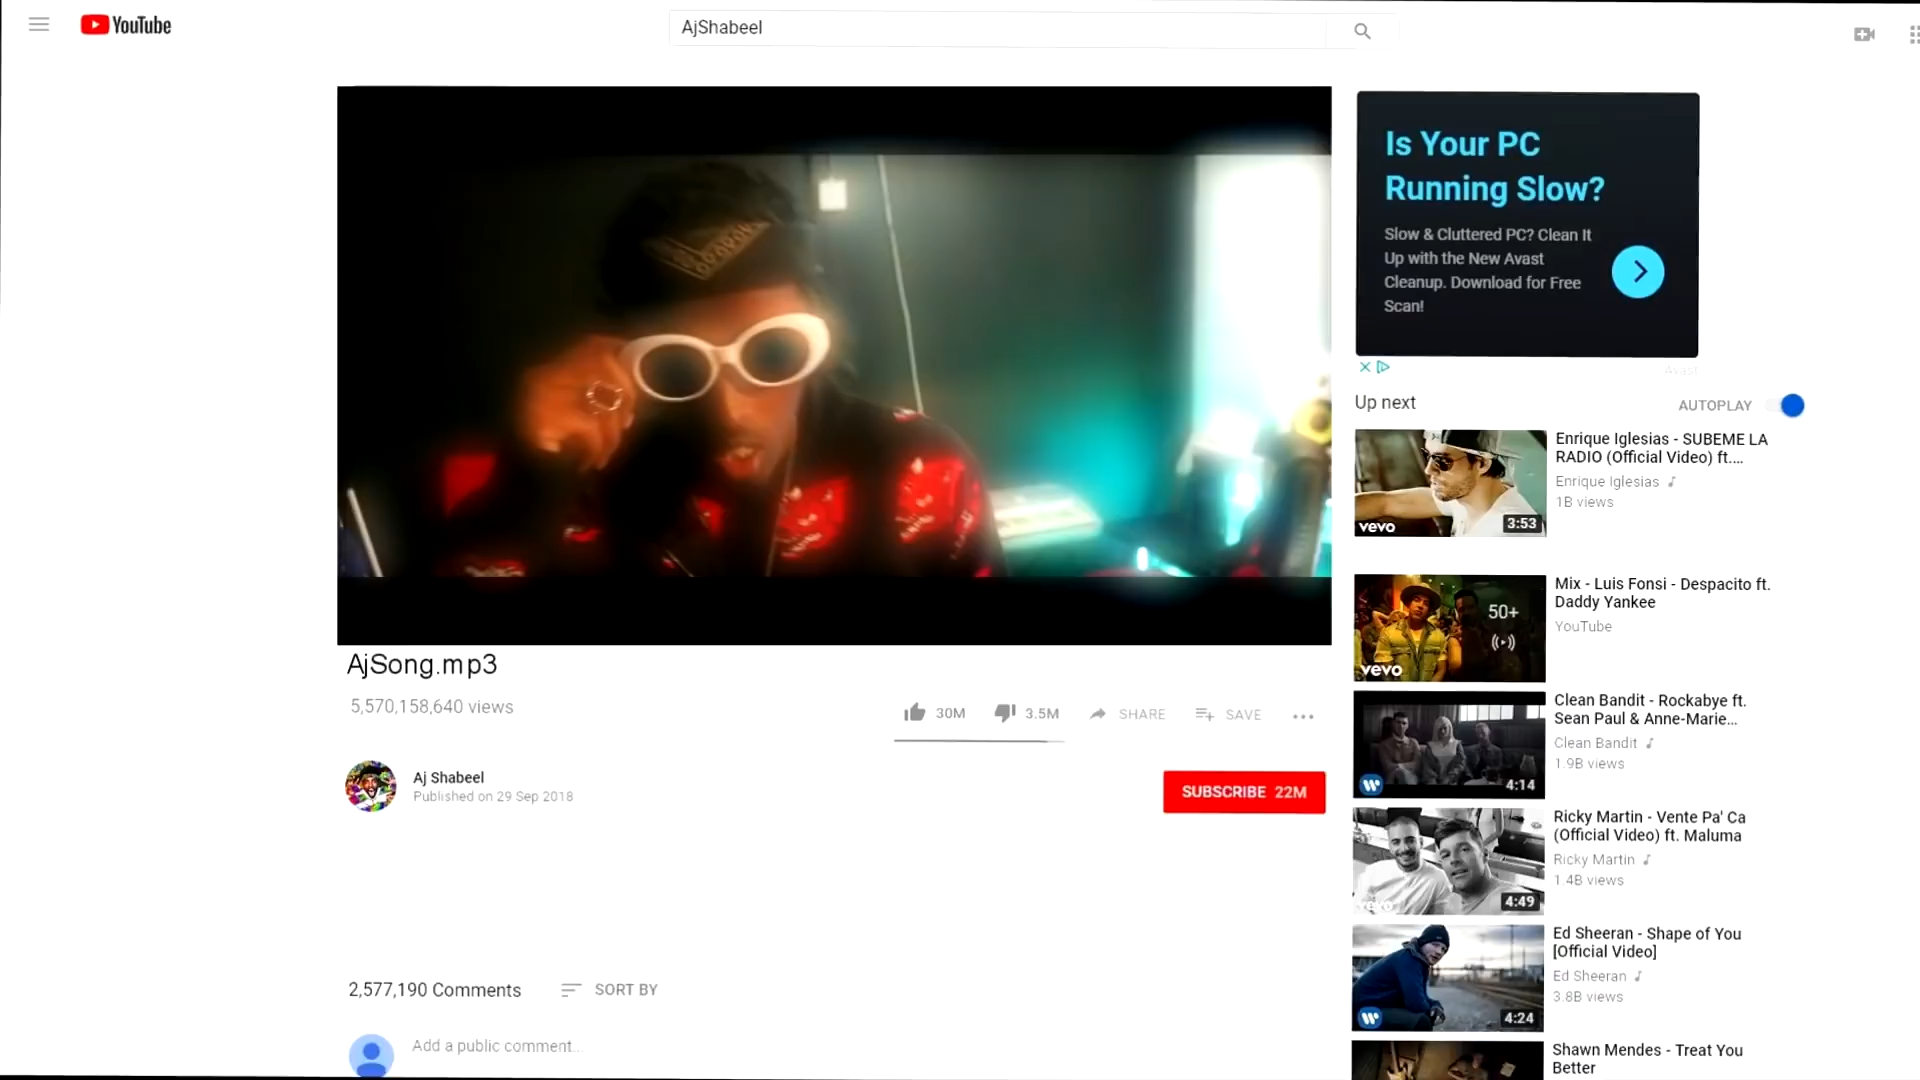 YouTube
AjShabeel
Is Your PC
Running Slow?
Slow & Cluttered PC? Clean It
Up with the New Avast
Cleanup. Download for Free
Scan!
Avast
Up next
AUTOPLAY
Enrique Iglesias - SUBEME LA
RADIO (Official Video) ft....
Enrique Iglesias
1B views
vevo
3:53
Mix - Luis Fonsi - Despacito ft.
Daddy Yankee
YouTube
50+
vevo
Clean Bandit - Rockabye ft.
Sean Paul & Anne-Marie...
Clean Bandit
1.9B views
4:14
Ricky Martin - Vente Pa' Ca
(Official Video) ft. Maluma
Ricky Martin
1.4B views
vevo
4:49
Ed Sheeran - Shape of You
[Official Video]
Ed Sheeran
3.8B views
4:24
Shawn Mendes - Treat You
Better
AjSong.mp3
5,570,158,640 views
30M
3.5M
SHARE
SAVE
Aj Shabeel
Published on 29 Sep 2018
SUBSCRIBE 22M
2,577,190 Comments
SORT BY
Add a public comment...